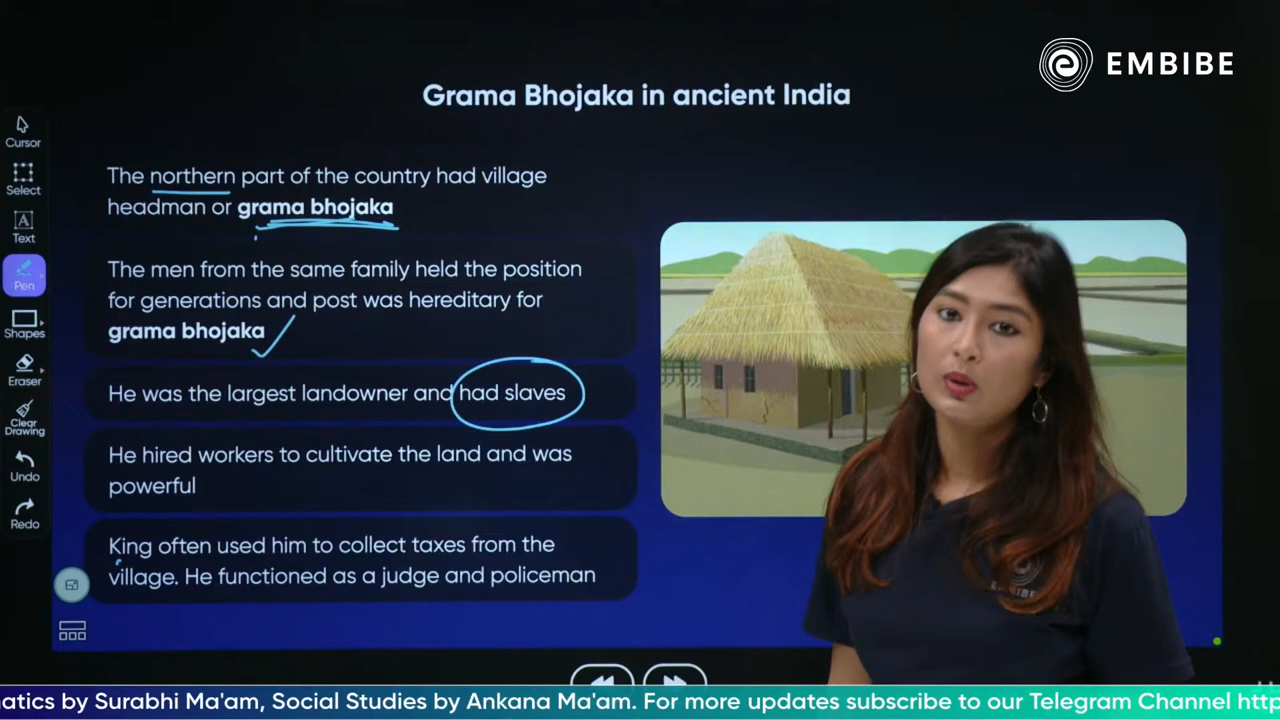 EMBIBE
Grama Bhojaka in ancient India
Cursor
Select
Text
Pen
Shapes
Eraser
Clear
Drawing
Undo
Redo
The northern part of the country had village
headman or grama bhojaka
The men from the same family held the position
for generations and post was hereditary for
grama bhojaka
He was the largest landowner and had slaves
He hired workers to cultivate the land and was
powerful
King often used him to collect taxes from the
village. He functioned as a judge and policeman
matics by Surabhi Ma'am, Social Studies by Ankana Ma'am. For more updates subscribe to our Telegram Channel http